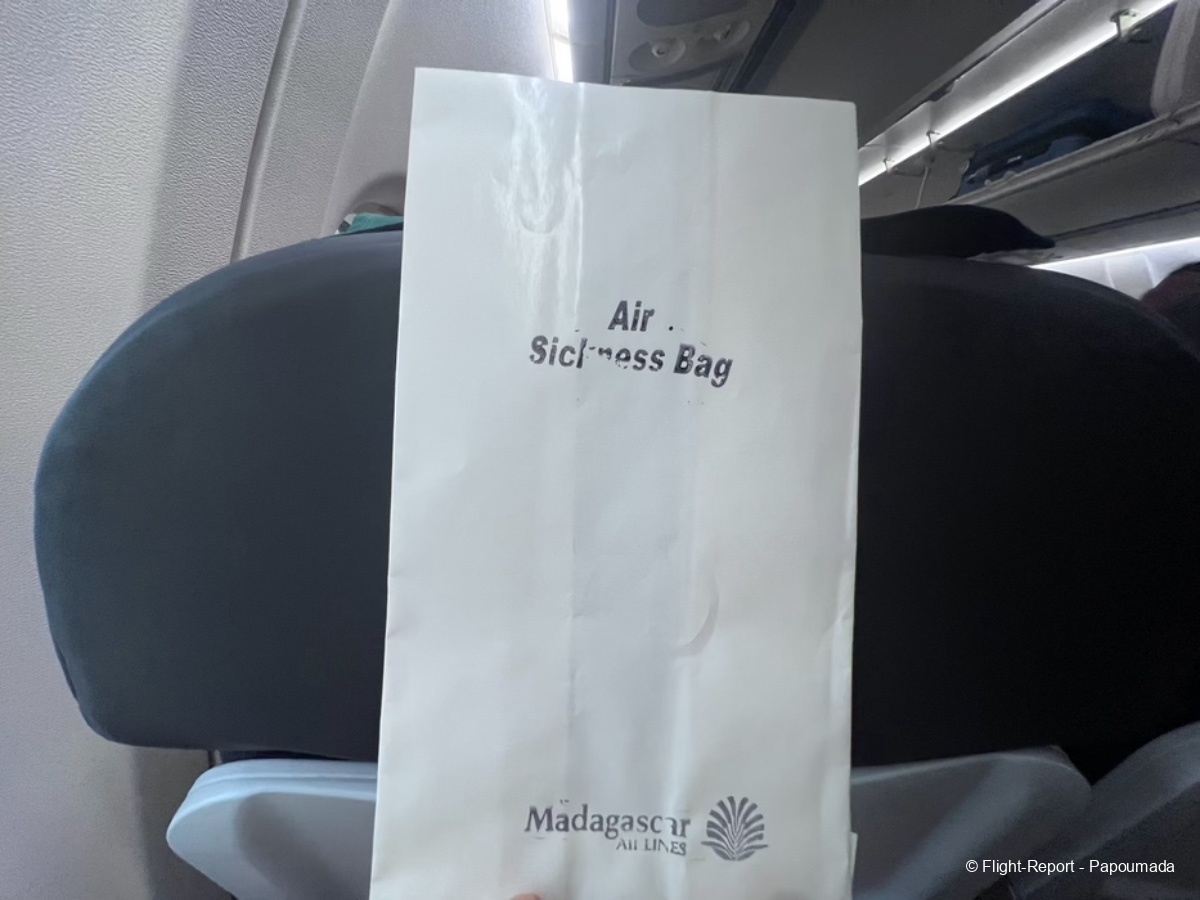 Air
Sickness Bag
Madagascar
AirLINES
© Flight-Report - Papoumada